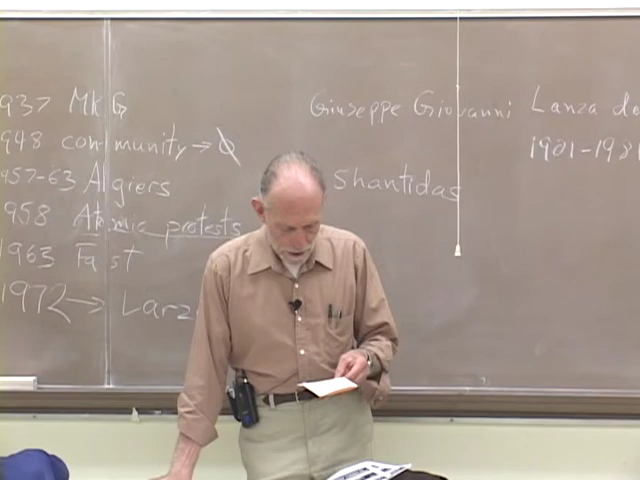 937 MKG
948 community → Ø
957-63 Algiers
958 Atomic protests
1963 Fast
1972 → Larz
Giuseppe Giovanni Lanza de
1901-1981
Shantidas